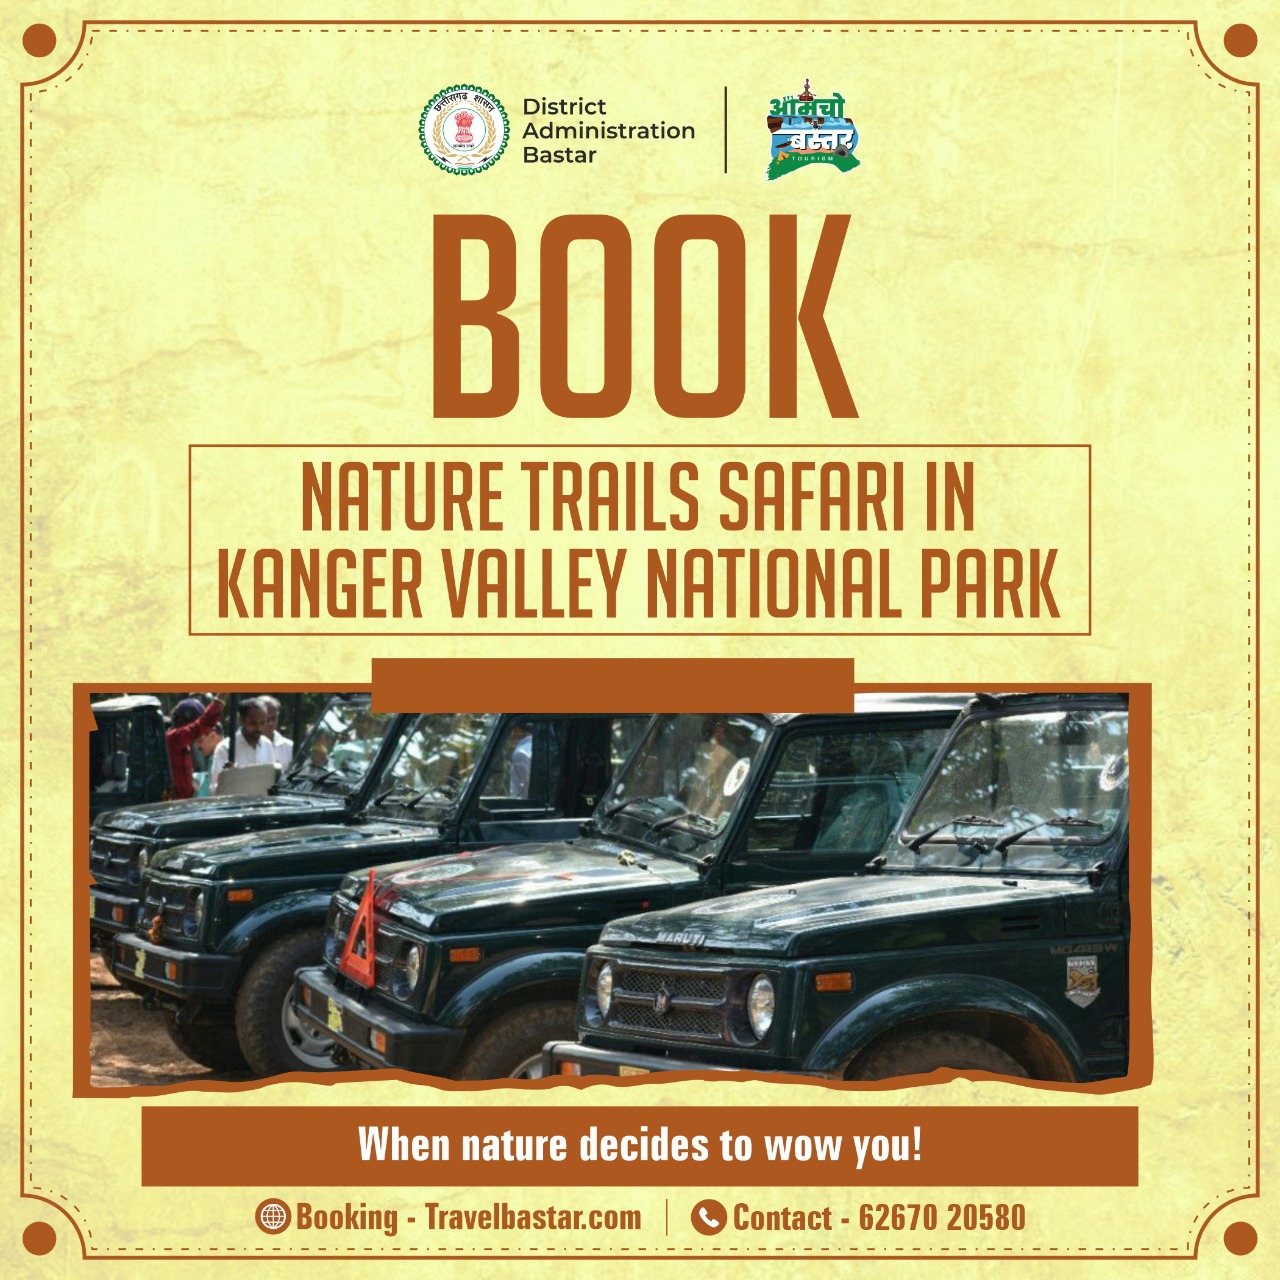 छत्तीसगढ़ शासन
District
Administration
Bastar
आमचो
बस्तर
TOURISM
BOOK
NATURE TRAILS SAFARI IN
KANGER VALLEY NATIONAL PARK
MARUTI
When nature decides to wow you!
Booking - Travelbastar.com
Contact - 62670 20580